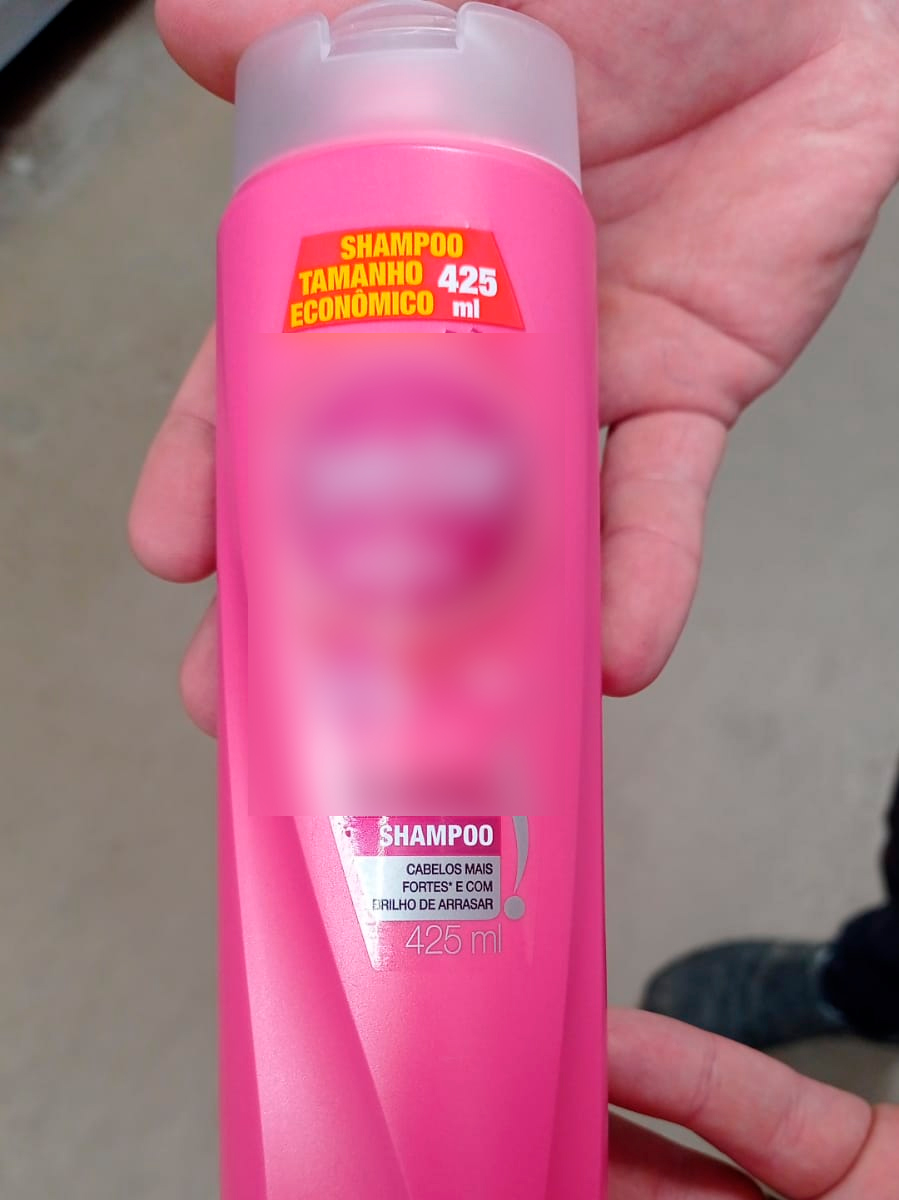 SHAMPOO
TAMANHO
ECONÔMICO
425
ml
SHAMPOO
CABELOS MAIS
FORTES* E COM
BRILHO DE ARRASAR
425 ml